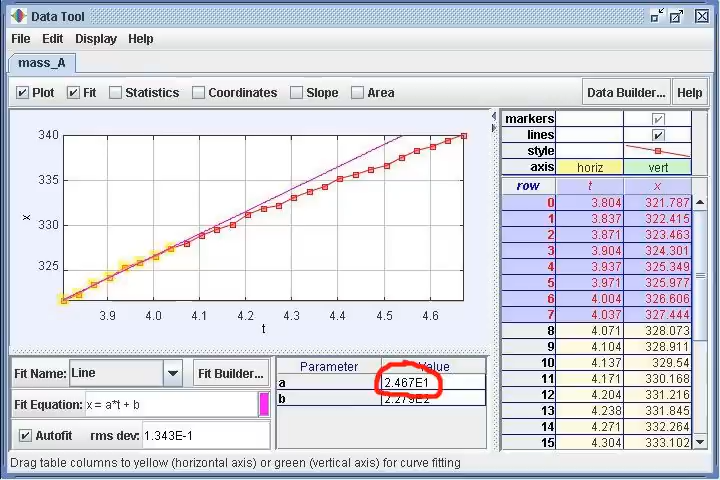 Data Tool
File Edit Display Help
mass_A
Plot Fit Statistics Coordinates Slope Area Data Builder... Help
340
335
330
325
x
3.9 4.0 4.1 4.2 4.3 4.4 4.5 4.6
t
markers
lines
style
axis horiz vert
row t x
0 3.804 321.787
1 3.837 322.415
2 3.871 323.463
3 3.904 324.301
4 3.937 325.349
5 3.971 325.977
6 4.004 326.606
7 4.037 327.444
8 4.071 328.073
9 4.104 328.911
10 4.137 329.54
11 4.171 330.168
12 4.204 331.216
13 4.238 331.845
14 4.271 332.264
15 4.304 333.102
Fit Name: Line Fit Builder...
Fit Equation: x = a*t + b
Autofit rms dev: 1.343E-1
Parameter Value
a 2.467E1
b 2.279E2
Drag table columns to yellow (horizontal axis) or green (vertical axis) for curve fitting